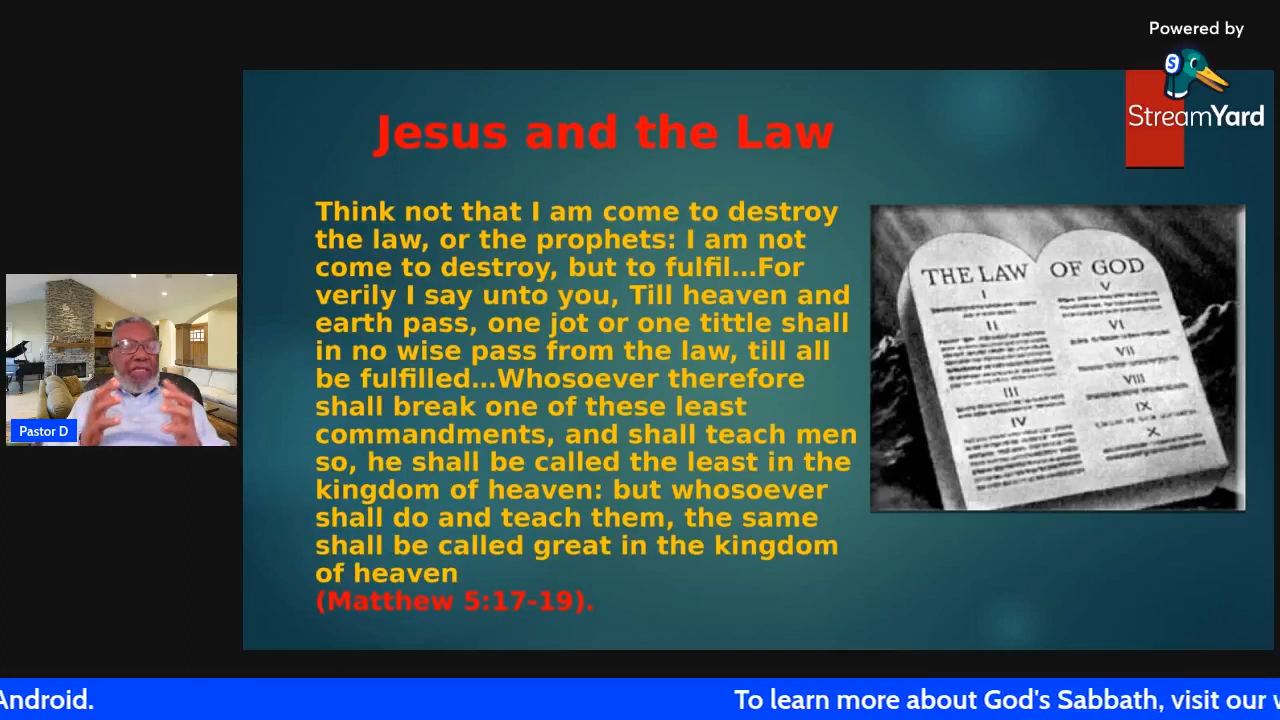 Powered by
S
StreamYard
Jesus and the Law
Think not that I am come to destroy
the law, or the prophets: I am not
come to destroy, but to fulfil...For
verily I say unto you, Till heaven and
earth pass, one jot or one tittle shall
in no wise pass from the law, till all
be fulfilled...Whosoever therefore
shall break one of these least
commandments, and shall teach men
so, he shall be called the least in the
kingdom of heaven: but whosoever
shall do and teach them, the same
shall be called great in the kingdom
of heaven
(Matthew 5:17-19).
THE LAW OF GOD
I
II
III
IV
V
VI
VII
VIII
IX
X
Pastor D
Android.
To learn more about God's Sabbath, visit our